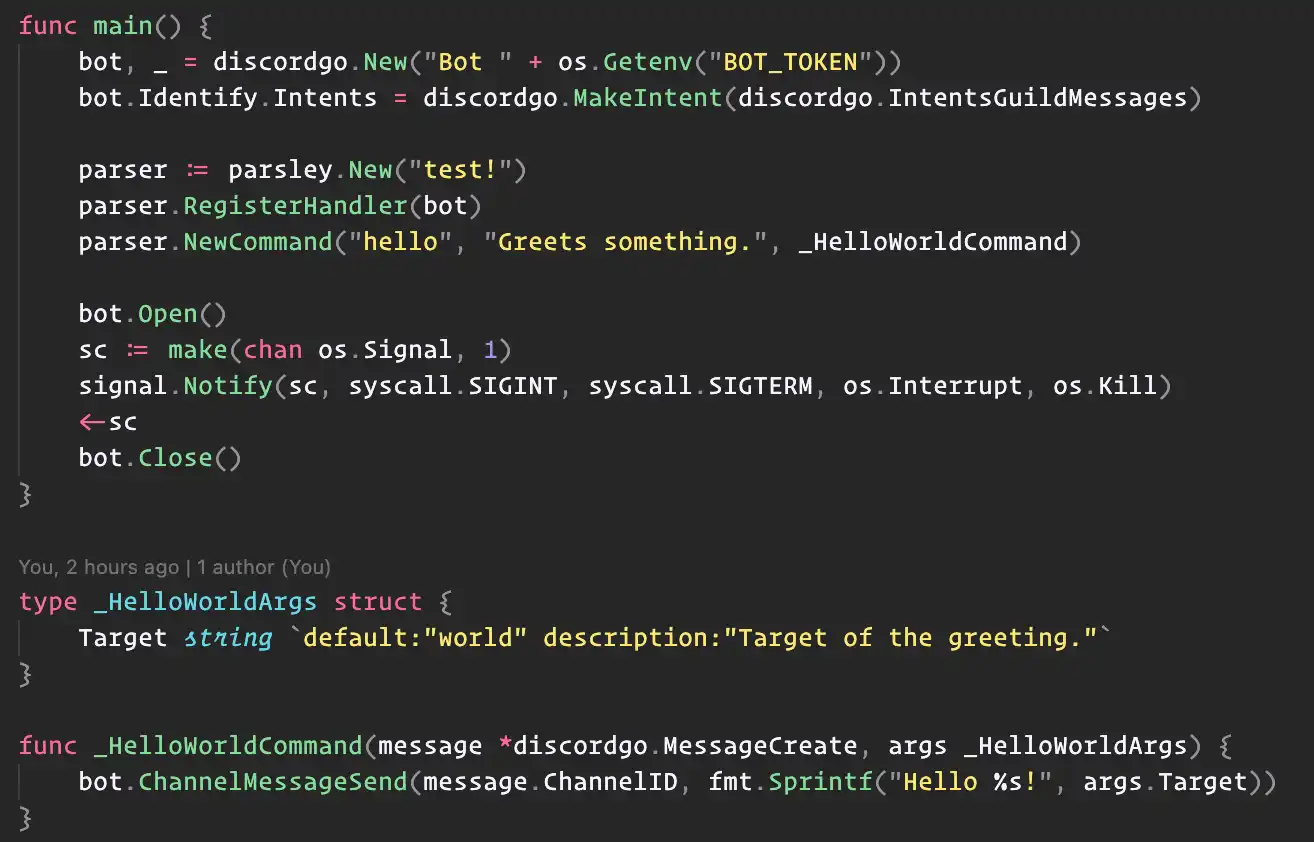 func main() {
    bot, _ = discordgo.New("Bot " + os.Getenv("BOT_TOKEN"))
    bot.Identify.Intents = discordgo.MakeIntent(discordgo.IntentsGuildMessages)

    parser := parsley.New("test!")
    parser.RegisterHandler(bot)
    parser.NewCommand("hello", "Greets something.", _HelloWorldCommand)

    bot.Open()
    sc := make(chan os.Signal, 1)
    signal.Notify(sc, syscall.SIGINT, syscall.SIGTERM, os.Interrupt, os.Kill)
    <-sc
    bot.Close()
}

You, 2 hours ago | 1 author (You)
type _HelloWorldArgs struct {
    Target string `default:"world" description:"Target of the greeting."`
}

func _HelloWorldCommand(message *discordgo.MessageCreate, args _HelloWorldArgs) {
    bot.ChannelMessageSend(message.ChannelID, fmt.Sprintf("Hello %s!", args.Target))
}